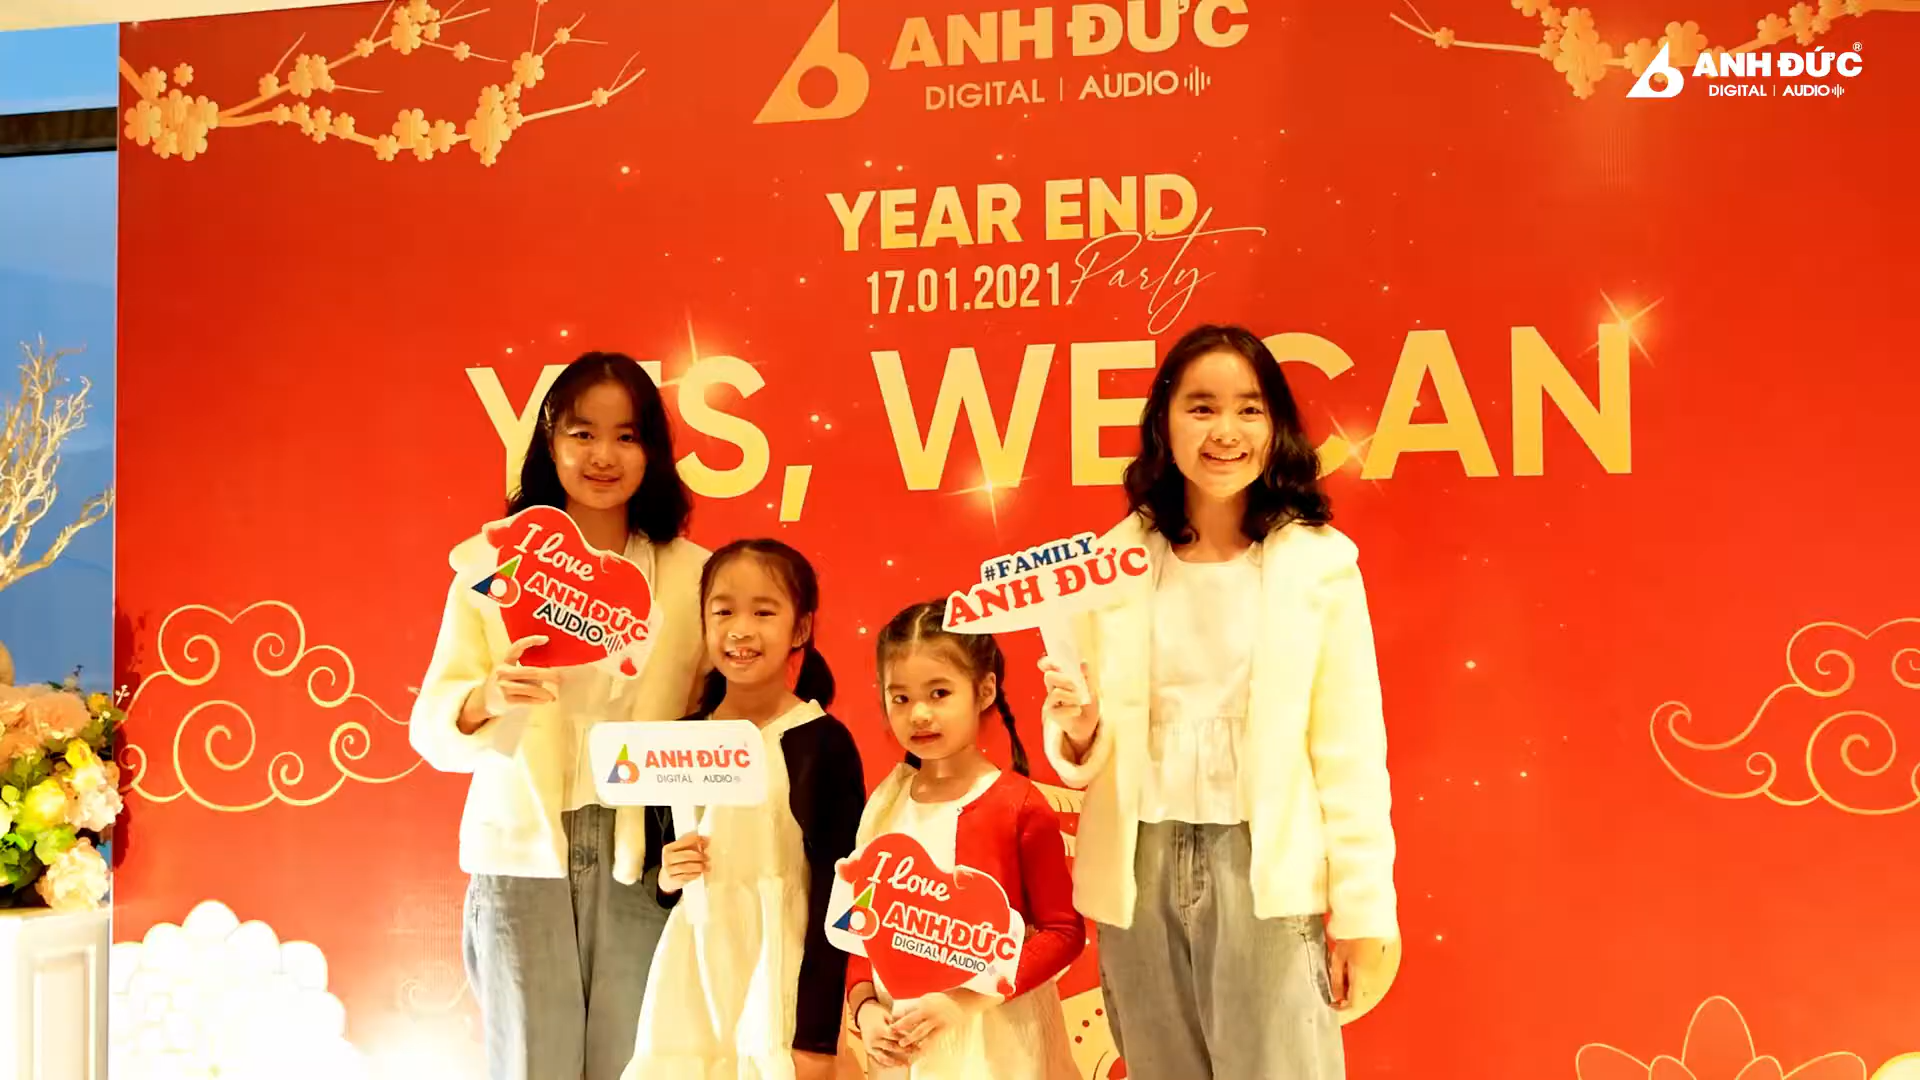 ANH ĐỨC
DIGITAL | AUDIO
ANH ĐỨC®
DIGITAL | AUDIO
YEAR END
Party
17.01.2021
YES, WE CAN
I love
ANH ĐỨC
AUDIO
#FAMILY
ANH ĐỨC
ANH ĐỨC
DIGITAL | AUDIO
I love
ANH ĐỨC
DIGITAL | AUDIO